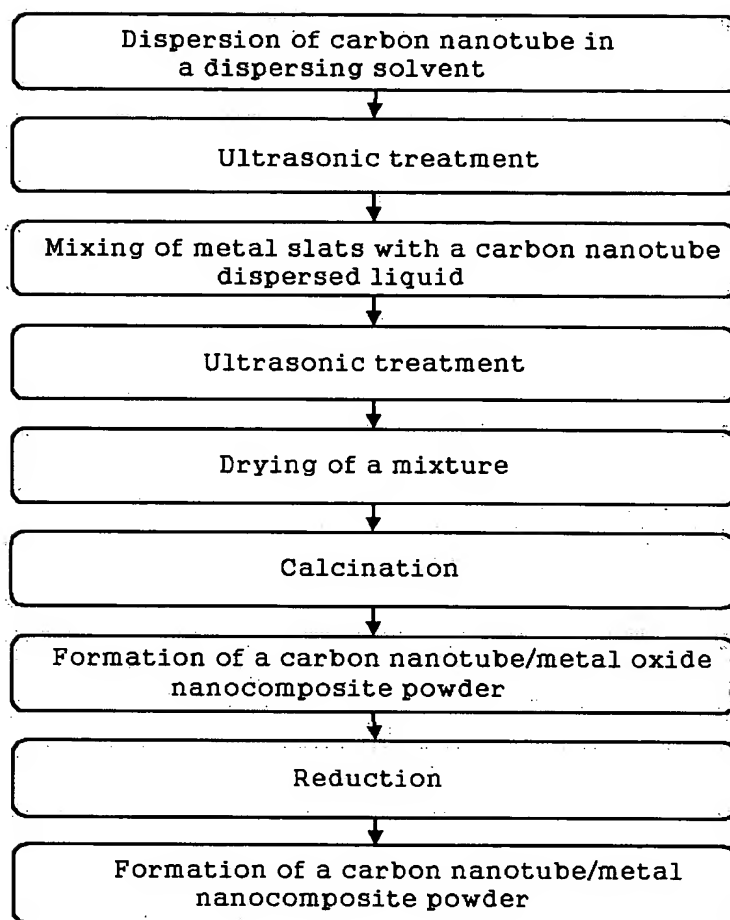 Dispersion of carbon nanotube in
a dispersing solvent
Ultrasonic treatment
Mixing of metal slats with a carbon nanotube
dispersed liquid
Ultrasonic treatment
Drying of a mixture
Calcination
Formation of a carbon nanotube/metal oxide
nanocomposite powder
Reduction
Formation of a carbon nanotube/metal
nanocomposite powder